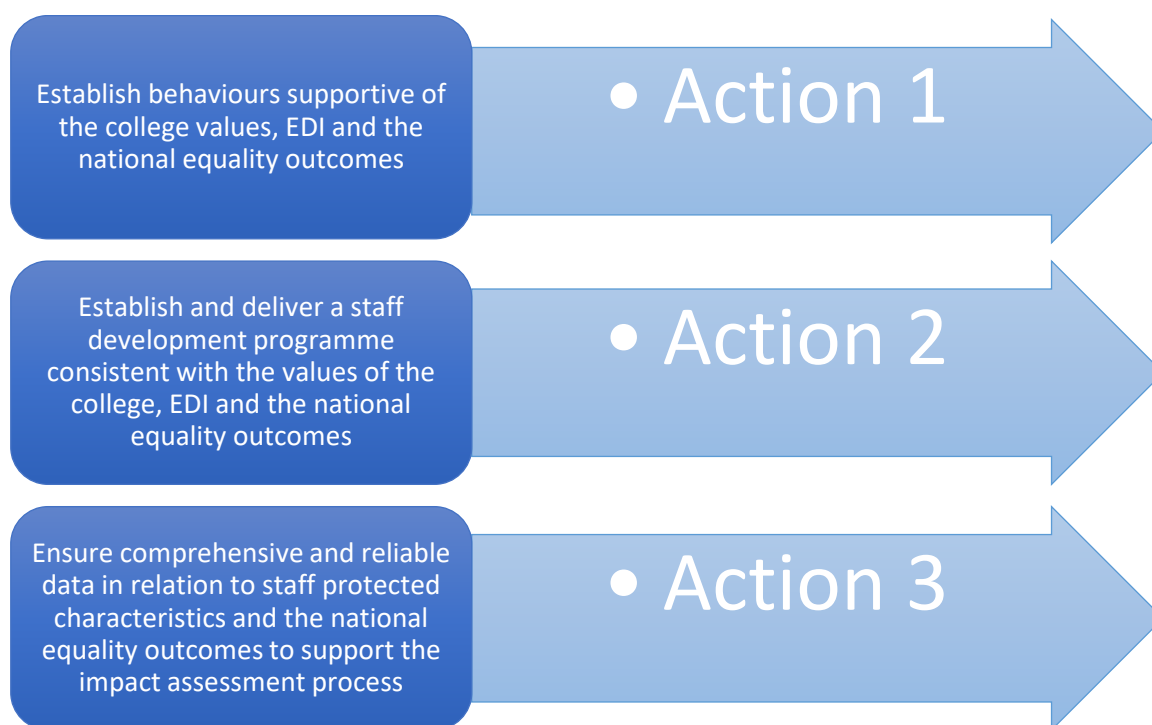 Establish behaviours supportive of
the college values, EDI and the
national equality outcomes
• Action 1
Establish and deliver a staff
development programme
consistent with the values of the
college, EDI and the national
equality outcomes
• Action 2
Ensure comprehensive and reliable
data in relation to staff protected
characteristics and the national
equality outcomes to support the
impact assessment process
• Action 3